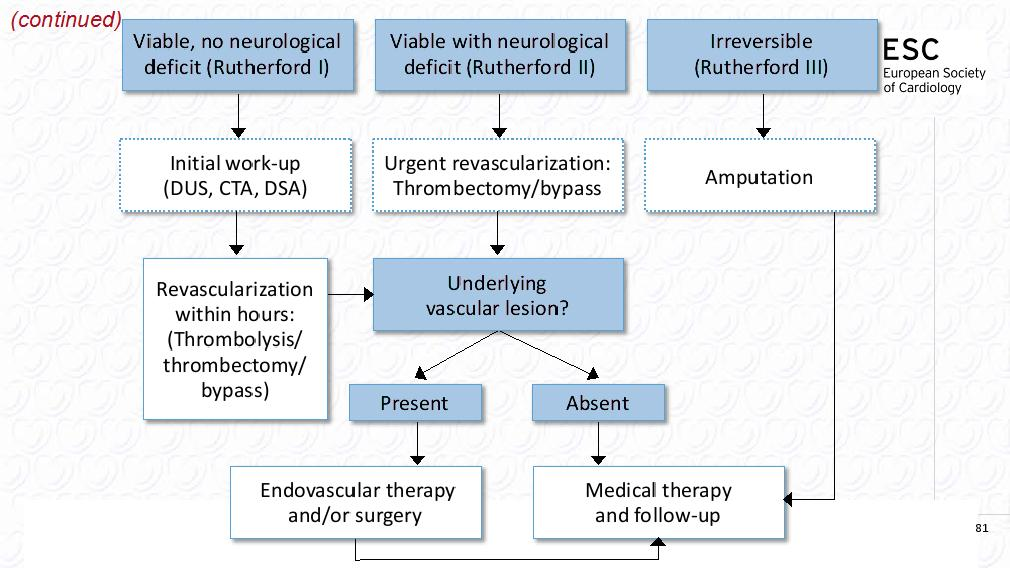 (continued)
Viable, no neurological
deficit (Rutherford I)
Viable with neurological
deficit (Rutherford II)
Irreversible
(Rutherford III)
ESC
European Society
of Cardiology
Initial work-up
(DUS, CTA, DSA)
Urgent revascularization:
Thrombectomy/bypass
Amputation
Revascularization
within hours:
(Thrombolysis/
thrombectomy/
bypass)
Underlying
vascular lesion?
Present
Absent
Endovascular therapy
and/or surgery
Medical therapy
and follow-up
81